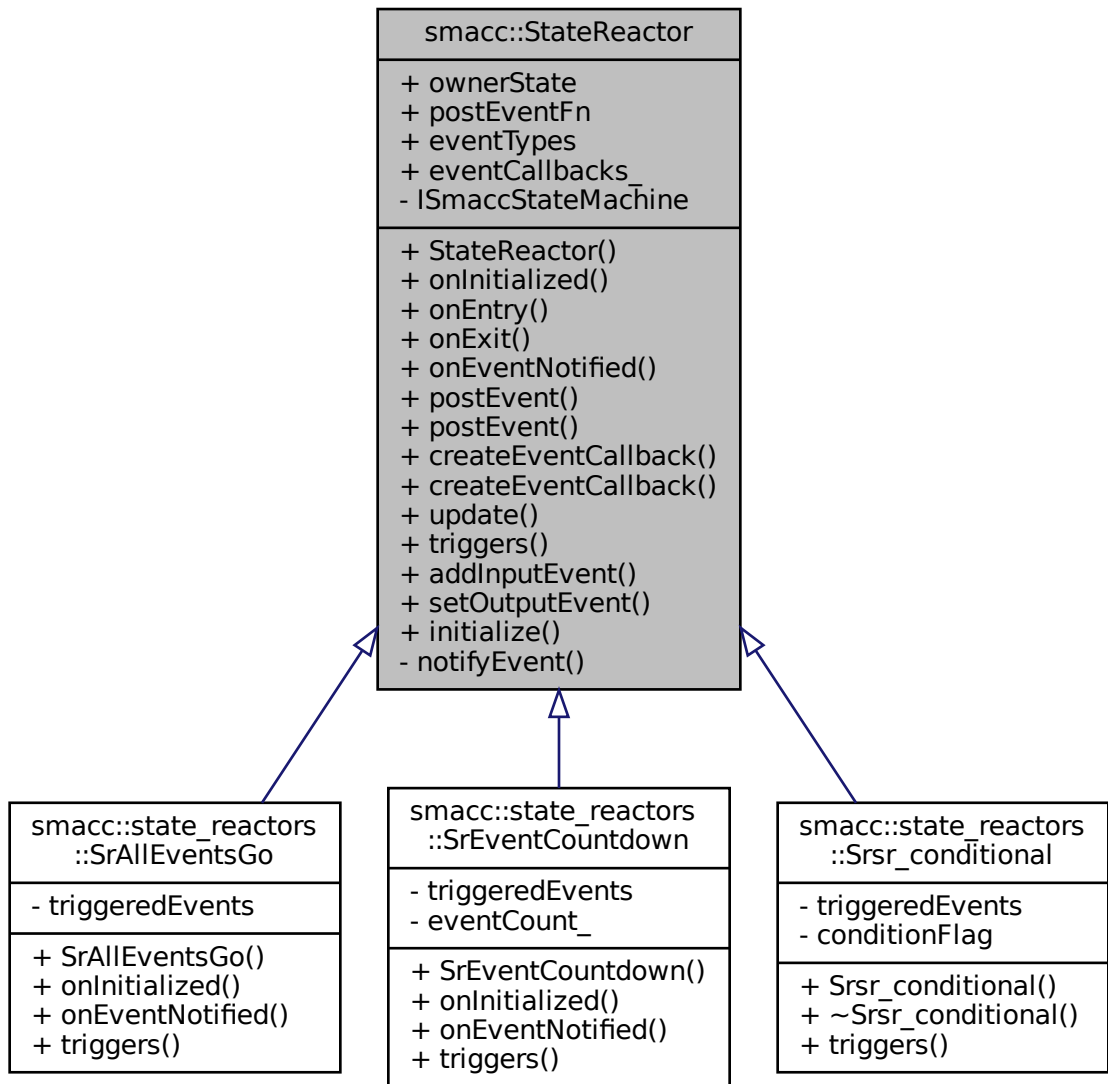 smacc::StateReactor
+ ownerState
+ postEventFn
+ eventTypes
+ eventCallbacks_
- ISmaccStateMachine
+ StateReactor()
+ onInitialized()
+ onEntry()
+ onExit()
+ onEventNotified()
+ postEvent()
+ postEvent()
+ createEventCallback()
+ createEventCallback()
+ update()
+ triggers()
+ addInputEvent()
+ setOutputEvent()
+ initialize()
- notifyEvent()
smacc::state_reactors
::SrAllEventsGo
- triggeredEvents
+ SrAllEventsGo()
+ onInitialized()
+ onEventNotified()
+ triggers()
smacc::state_reactors
::SrEventCountdown
- triggeredEvents
- eventCount_
+ SrEventCountdown()
+ onInitialized()
+ onEventNotified()
+ triggers()
smacc::state_reactors
::Srsr_conditional
- triggeredEvents
- conditionFlag
+ Srsr_conditional()
+ ~Srsr_conditional()
+ triggers()